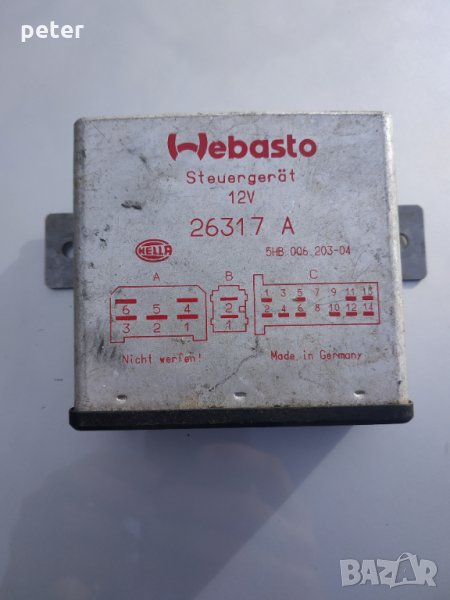 peter
Webasto
Steuergerät
12V
26317 A
HELLA
5HB 006.203-04
A B C
1 3 5 7 9 11 13
6 5 4 2 2 4 6 8 10 12 14
3 2 1 1
Nicht werfen! Made in Germany
BAZAR